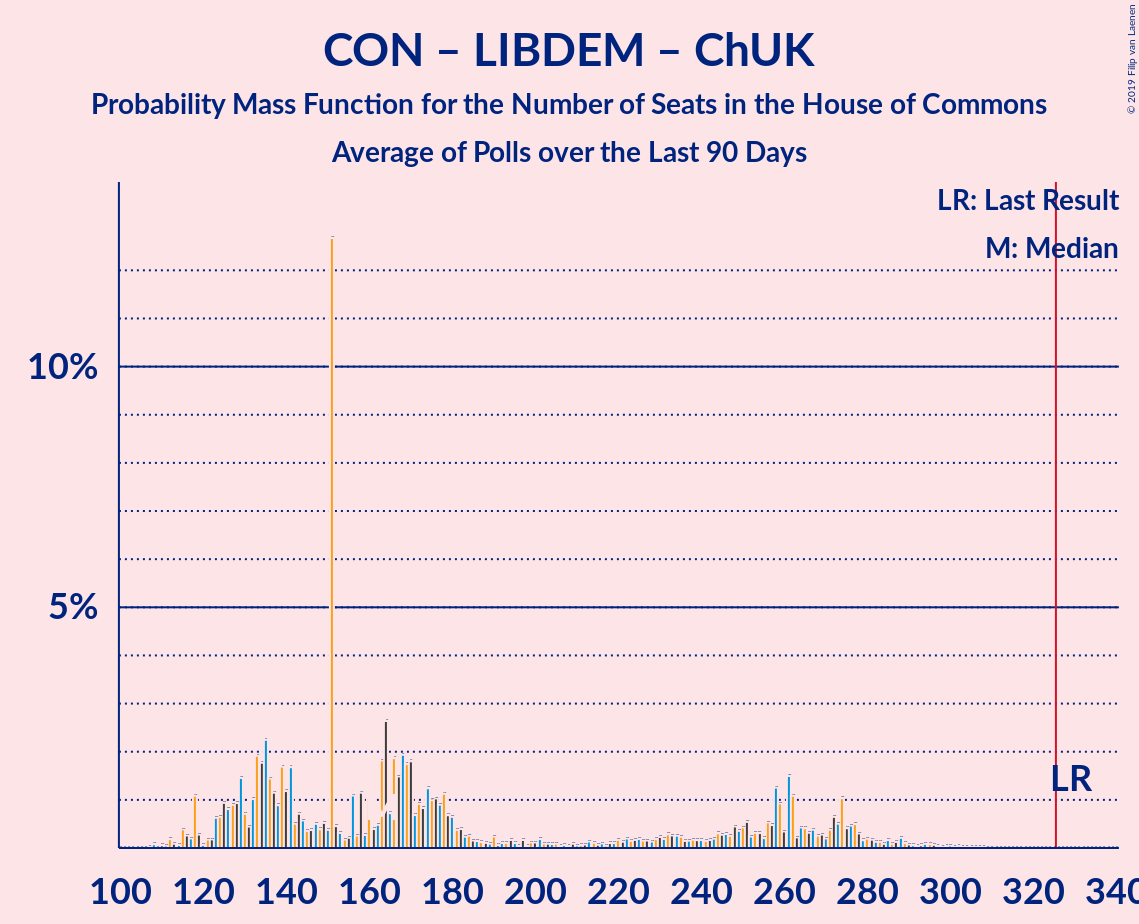 CON – LIBDEM – ChUK
Probability Mass Function for the Number of Seats in the House of Commons
Average of Polls over the Last 90 Days
© 2019 Filip van Laenen
LR: Last Result
M: Median
10%
5%
LR
100 120 140 160 180 200 220 240 260 280 300 320 340